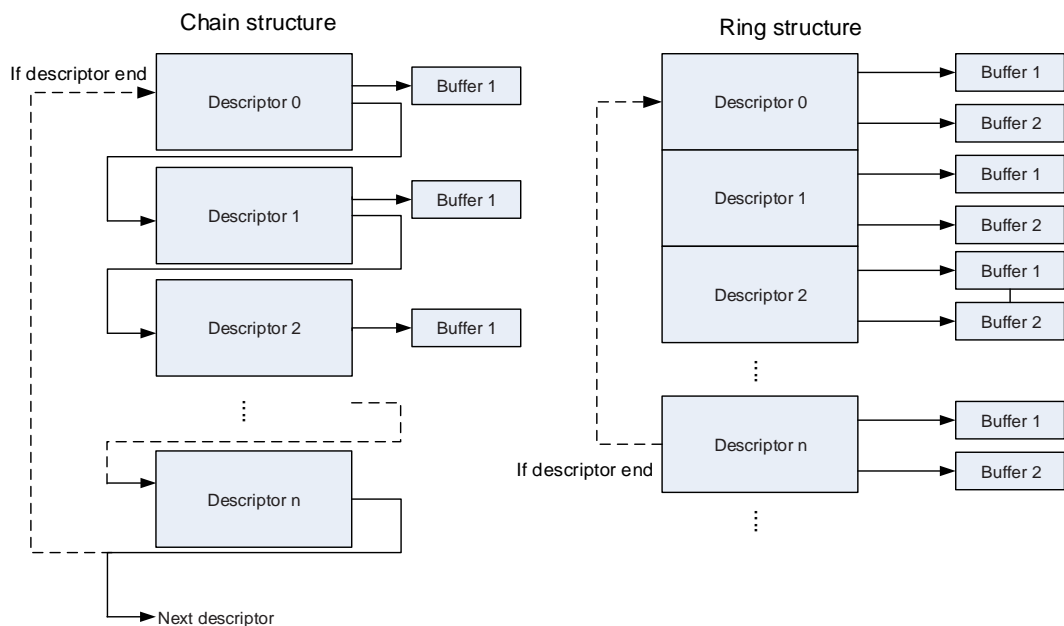 Chain structure
If descriptor end
Descriptor 0
Buffer 1
Descriptor 1
Buffer 1
Descriptor 2
Buffer 1
Descriptor n
Next descriptor
Ring structure
Descriptor 0
Buffer 1
Buffer 2
Descriptor 1
Buffer 1
Buffer 2
Descriptor 2
Buffer 1
Buffer 2
Descriptor n
Buffer 1
Buffer 2
If descriptor end